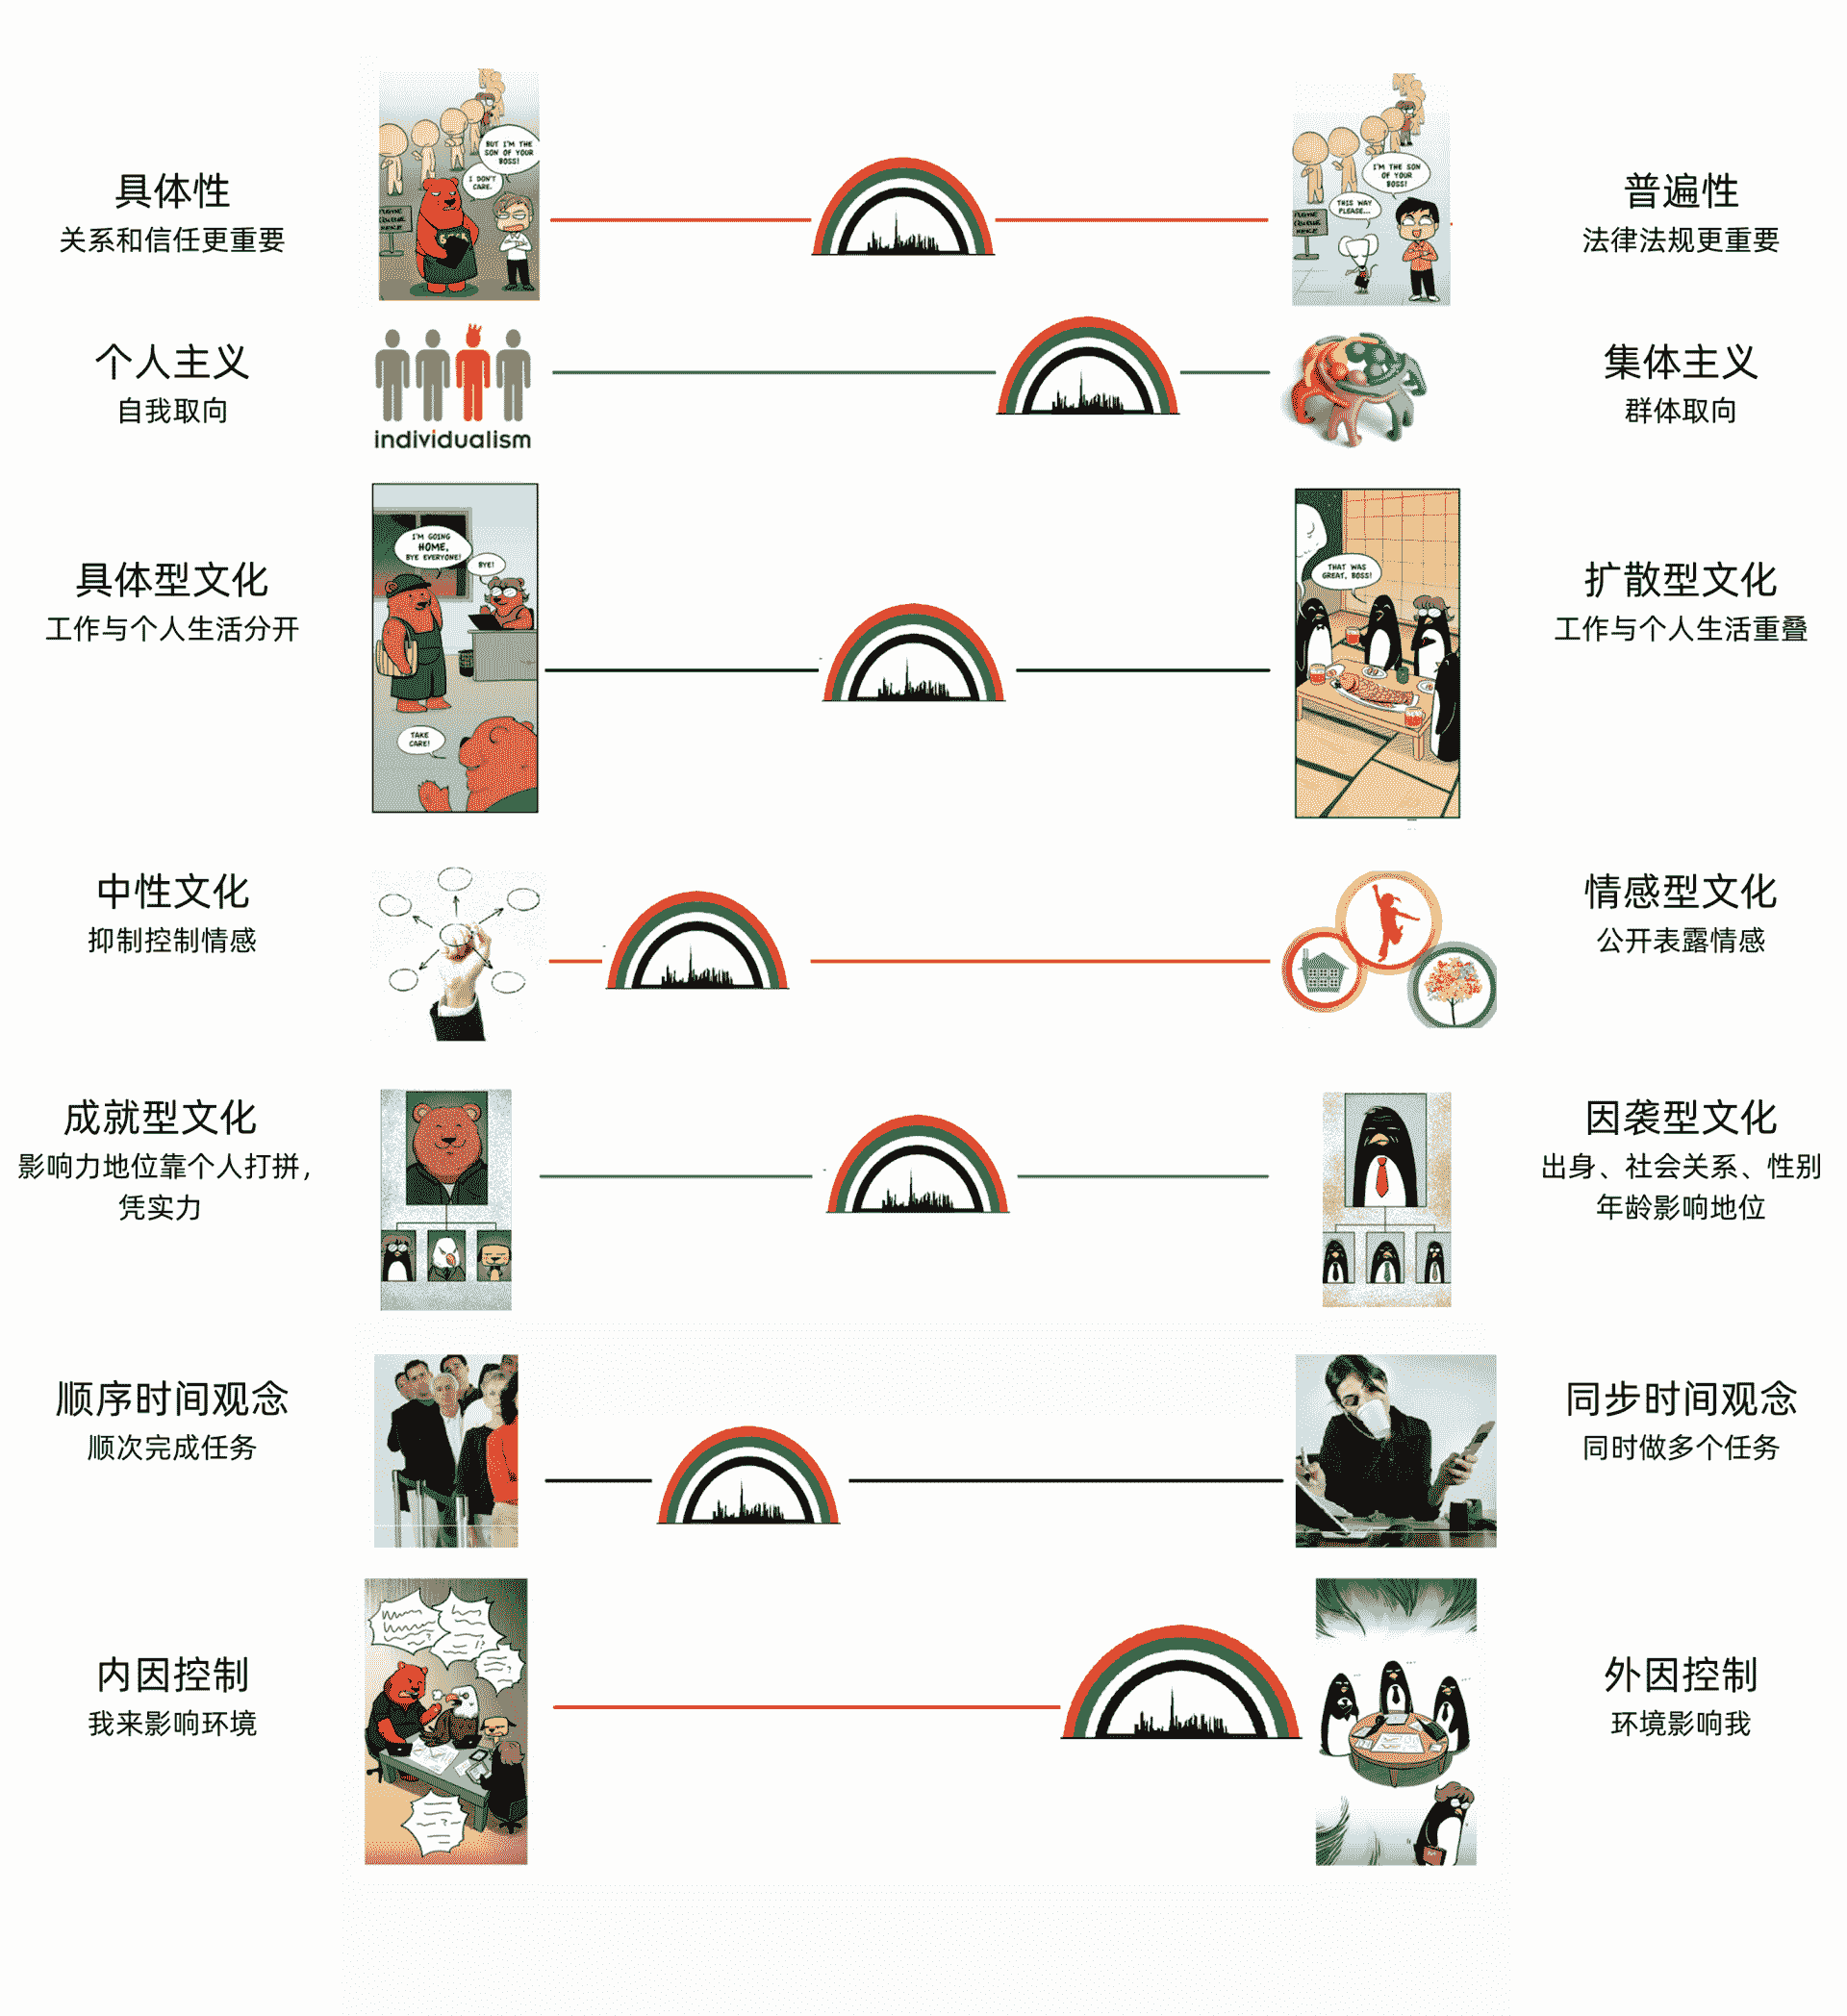 具体性
关系和信任更重要
BUT I'M THE
SON OF YOUR
BOSS!
I DON'T
CARE.
I'M THE SON
OF YOUR
BOSS!
THIS WAY
PLEASE...
普遍性
法律法规更重要
个人主义
自我取向
individualism
集体主义
群体取向
具体型文化
工作与个人生活分开
I'M GOING
HOME,
BYE EVERYONE!
BYE!
TAKE
CARE!
THAT WAS
GREAT, BOSS!
扩散型文化
工作与个人生活重叠
中性文化
抑制控制情感
情感型文化
公开表露情感
成就型文化
影响力地位靠个人打拼，
凭实力
因袭型文化
出身、社会关系、性别
年龄影响地位
顺序时间观念
顺次完成任务
同步时间观念
同时做多个任务
内因控制
我来影响环境
外因控制
环境影响我